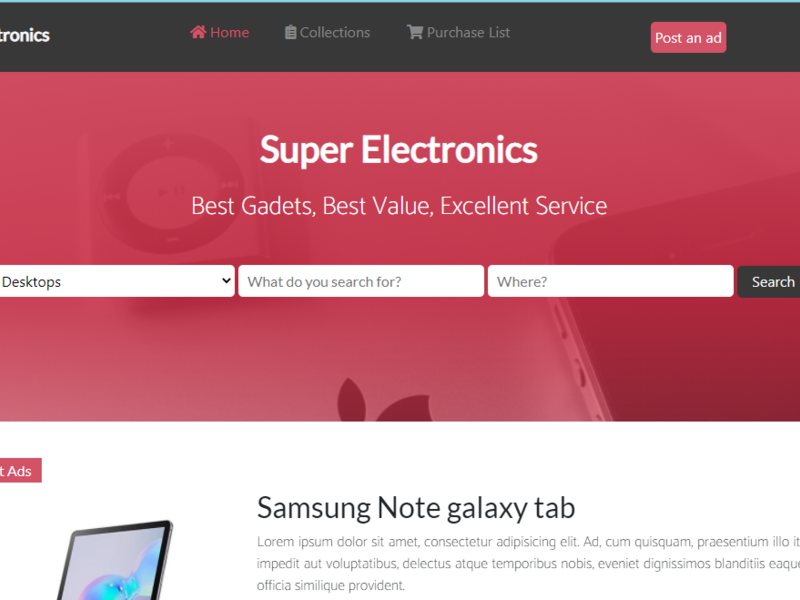 tronics
Home
Collections
Purchase List
Post an ad
Super Electronics
Best Gadets, Best Value, Excellent Service
Desktops
What do you search for?
Where?
Search
t Ads
Samsung Note galaxy tab
Lorem ipsum dolor sit amet, consectetur adipisicing elit. Ad, cum quisquam, praesentium illo it
impedit aut voluptatibus, delectus atque temporibus nobis, eveniet dignissimos blanditiis eaqu
officia similique provident.